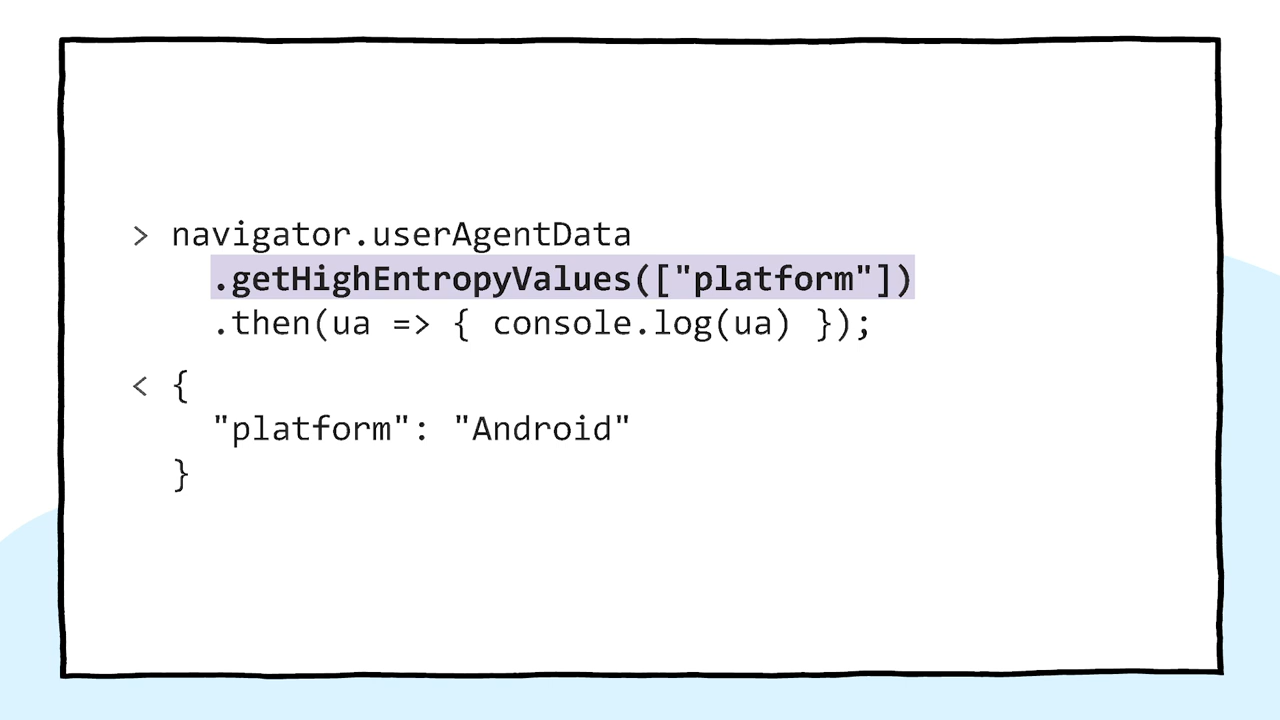 > navigator.userAgentData
.getHighEntropyValues(["platform"])
.then(ua => { console.log(ua) });
< {
"platform": "Android"
}